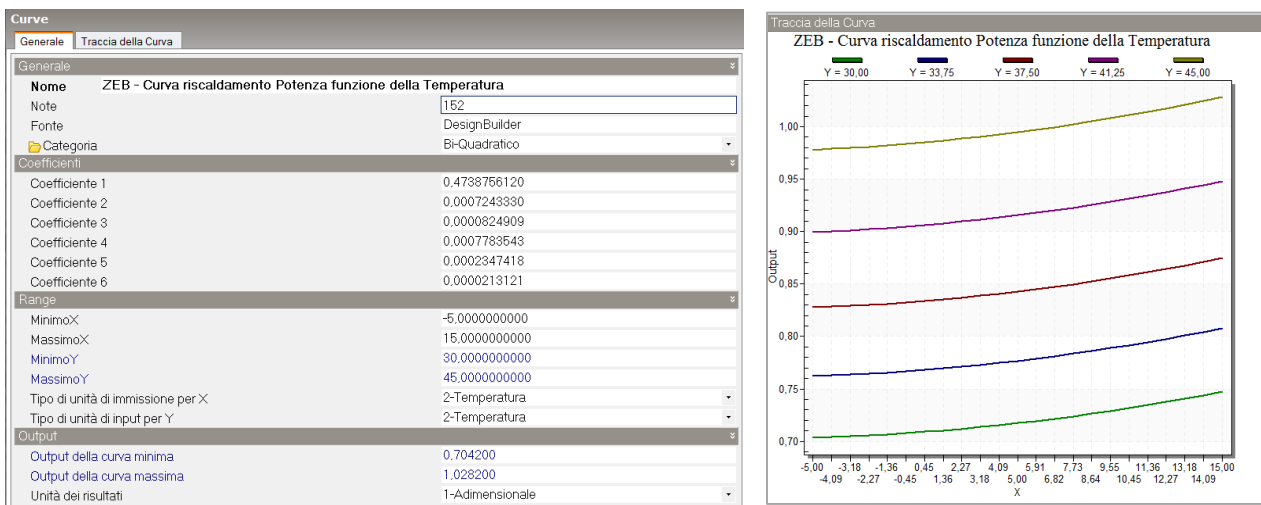 Curve
Generale Traccia della Curva
Generale
Nome ZEB - Curva riscaldamento Potenza funzione della Temperatura
Note 152
Fonte DesignBuilder
Categoria Bi-Quadratico
Coefficienti
Coefficiente 1 0,4738756120
Coefficiente 2 0,0007243330
Coefficiente 3 0,0000824909
Coefficiente 4 0,0007783543
Coefficiente 5 0,0002347418
Coefficiente 6 0,0000213121
Range
MinimoX -5,0000000000
MassimoX 15,0000000000
MinimoY 30,0000000000
MassimoY 45,0000000000
Tipo di unità di immissione per X 2-Temperatura
Tipo di unità di input per Y 2-Temperatura
Output
Output della curva minima 0,704200
Output della curva massima 1,028200
Unità dei risultati 1-Adimensionale
Traccia della Curva
ZEB - Curva riscaldamento Potenza funzione della Temperatura
Y = 30,00 Y = 33,75 Y = 37,50 Y = 41,25 Y = 45,00
1,00
0,95
0,90
0,85
0,80
0,75
0,70
Output
-5,00 -3,18 -1,36 0,45 2,27 4,09 5,91 7,73 9,55 11,36 13,18 15,00
-4,09 -2,27 -0,45 1,36 3,18 5,00 6,82 8,64 10,45 12,27 14,09
X